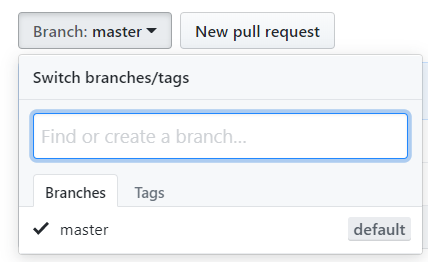 Branch: master New pull request
Switch branches/tags
Find or create a branch...
Branches Tags
master default